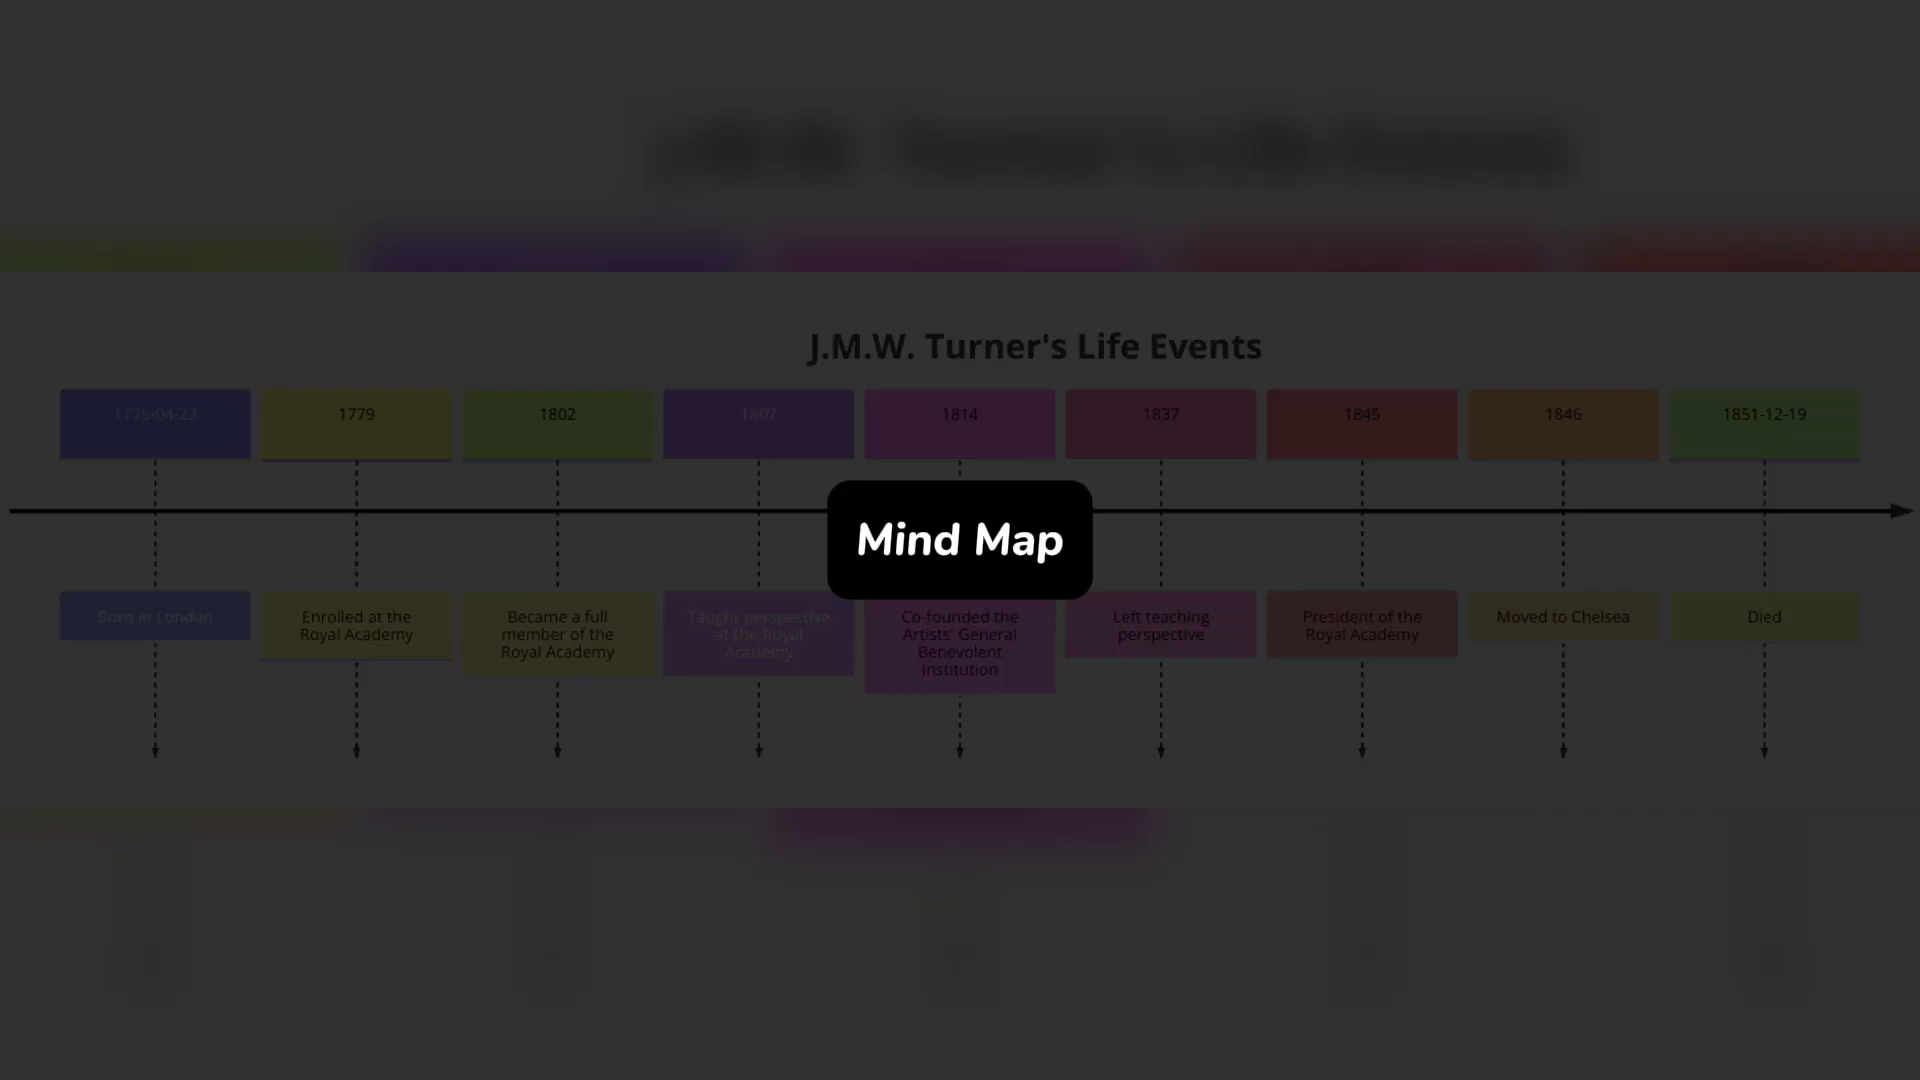 J.M.W. Turner's Life Events
1775-04-23
1779
1802
1807
1814
1837
1845
1846
1851-12-19
Mind Map
Born in London
Enrolled at the
Royal Academy
Became a full
member of the
Royal Academy
Taught perspective
at the Royal
Academy
Co-founded the
Artists' General
Benevolent
Institution
Left teaching
perspective
President of the
Royal Academy
Moved to Chelsea
Died